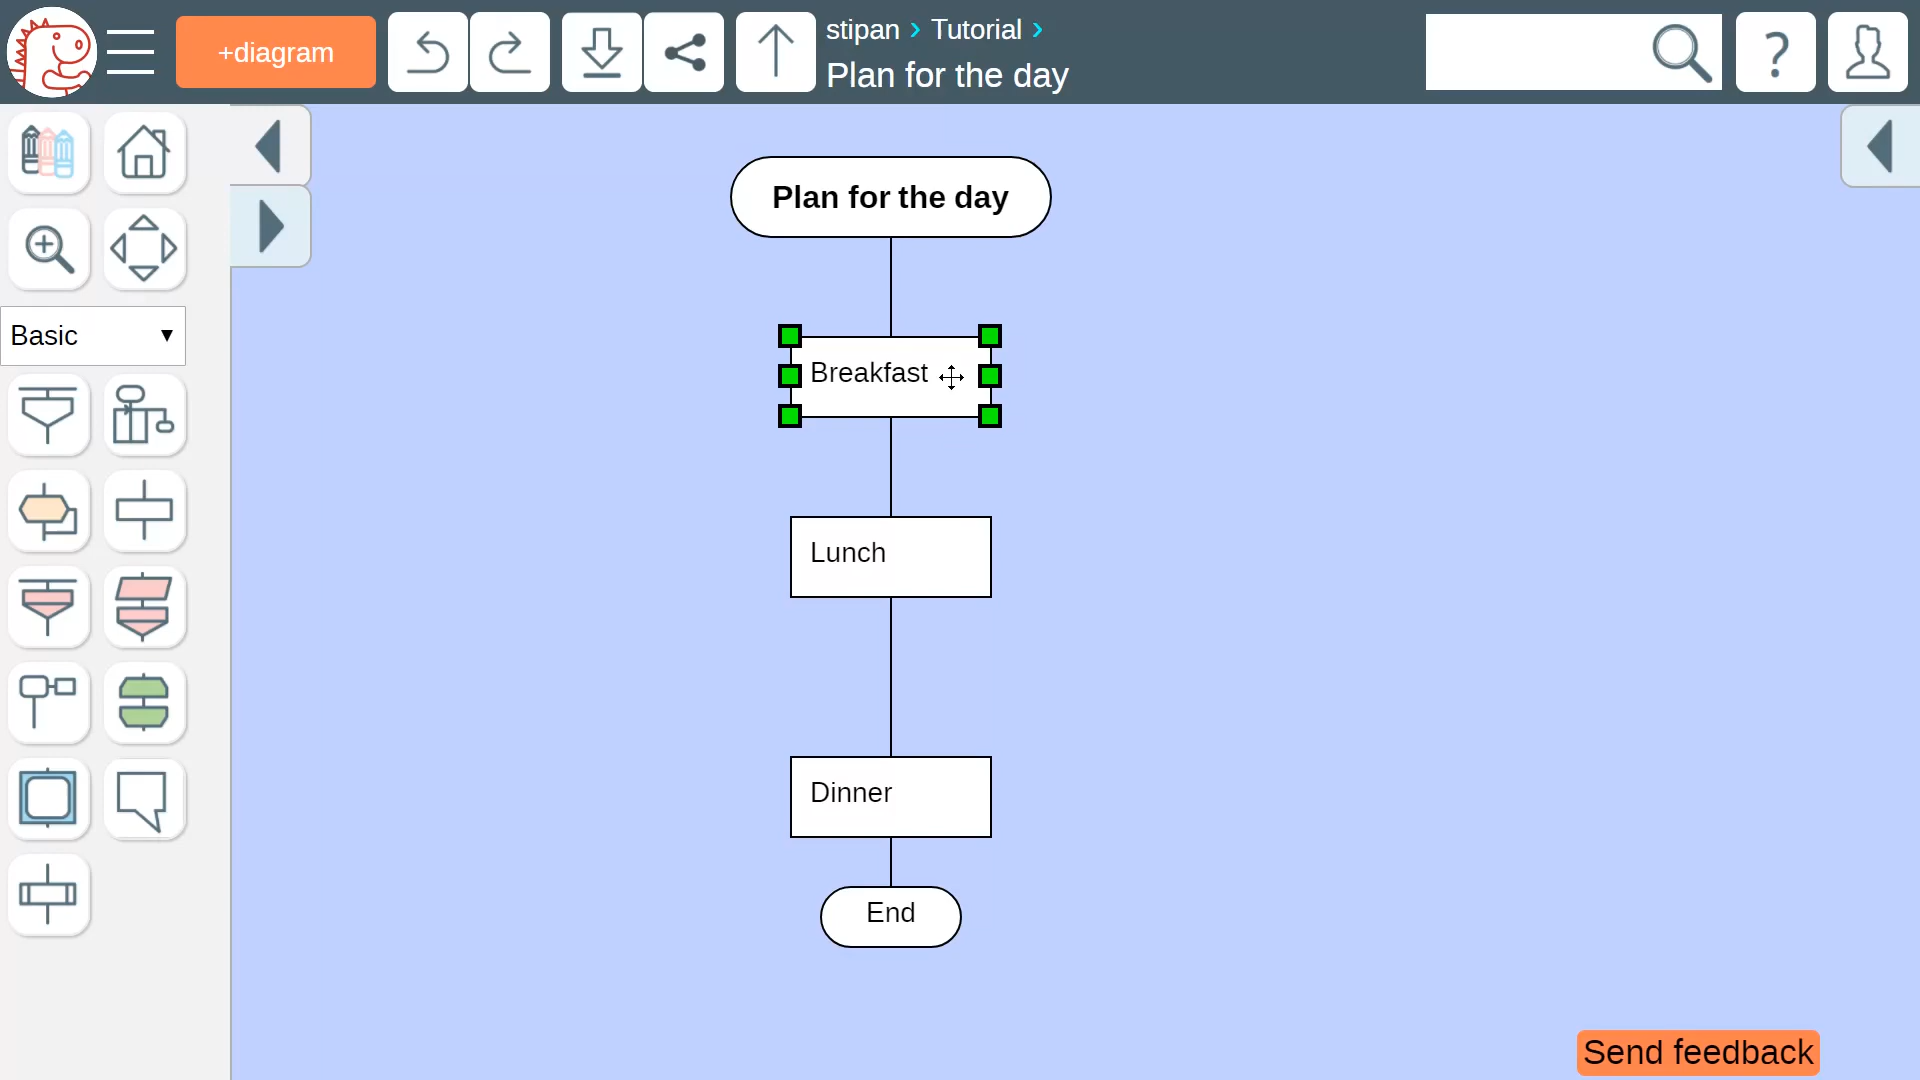 +diagram
stipan › Tutorial ›
Plan for the day
?
Basic
Plan for the day
Breakfast
Lunch
Dinner
End
Send feedback